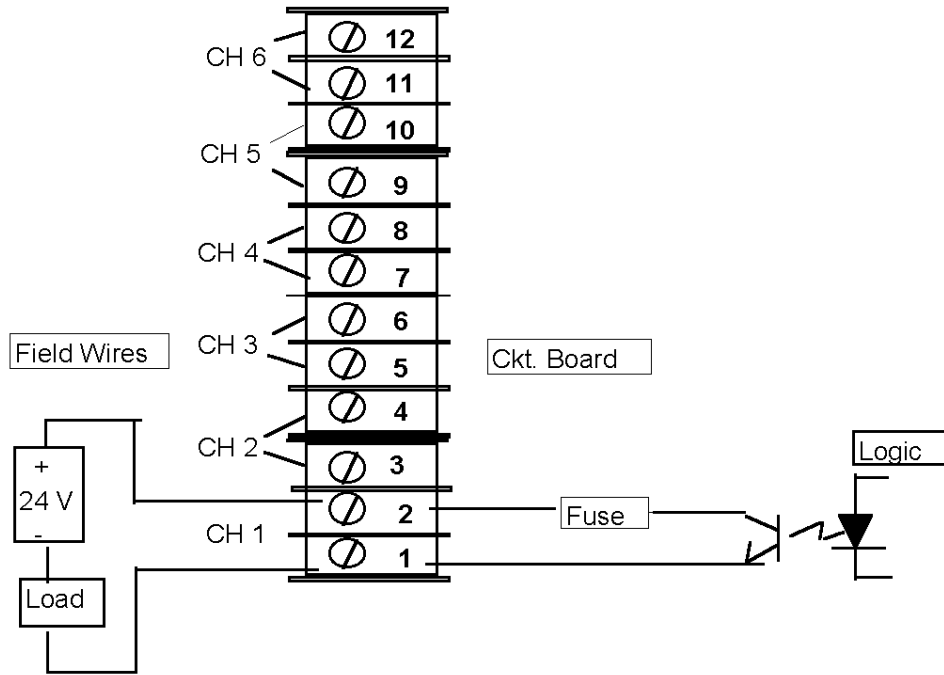 12
CH 6
11
10
CH 5
9
8
CH 4
7
6
Field Wires
CH 3
5
Ckt. Board
4
CH 2
3
Logic
+
24 V
-
2
Fuse
CH 1
1
Load